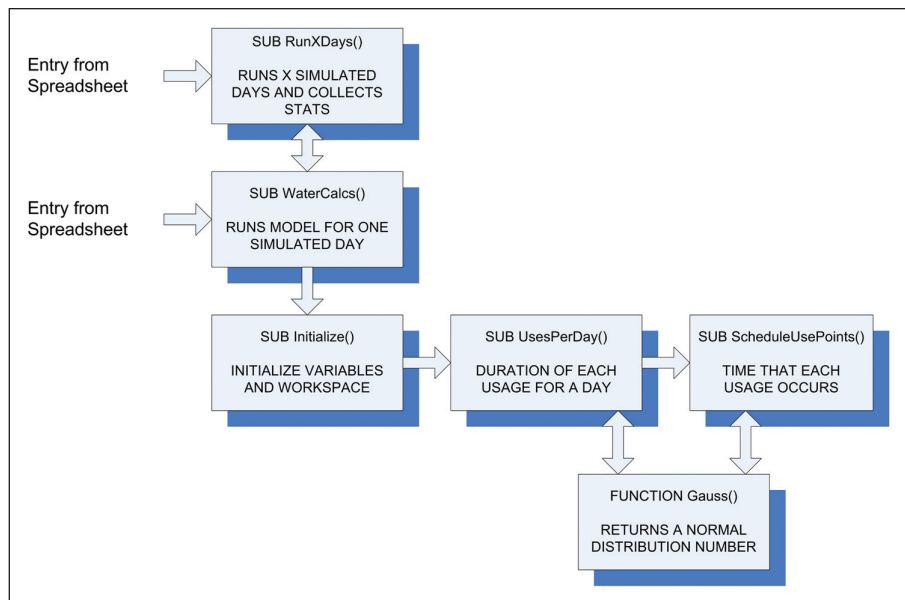 Entry from
Spreadsheet
SUB RunXDays()
RUNS X SIMULATED
DAYS AND COLLECTS
STATS
Entry from
Spreadsheet
SUB WaterCalcs()
RUNS MODEL FOR ONE
SIMULATED DAY
SUB Initialize()
INITIALIZE VARIABLES
AND WORKSPACE
SUB UsesPerDay()
DURATION OF EACH
USAGE FOR A DAY
SUB ScheduleUsePoints()
TIME THAT EACH
USAGE OCCURS
FUNCTION Gauss()
RETURNS A NORMAL
DISTRIBUTION NUMBER